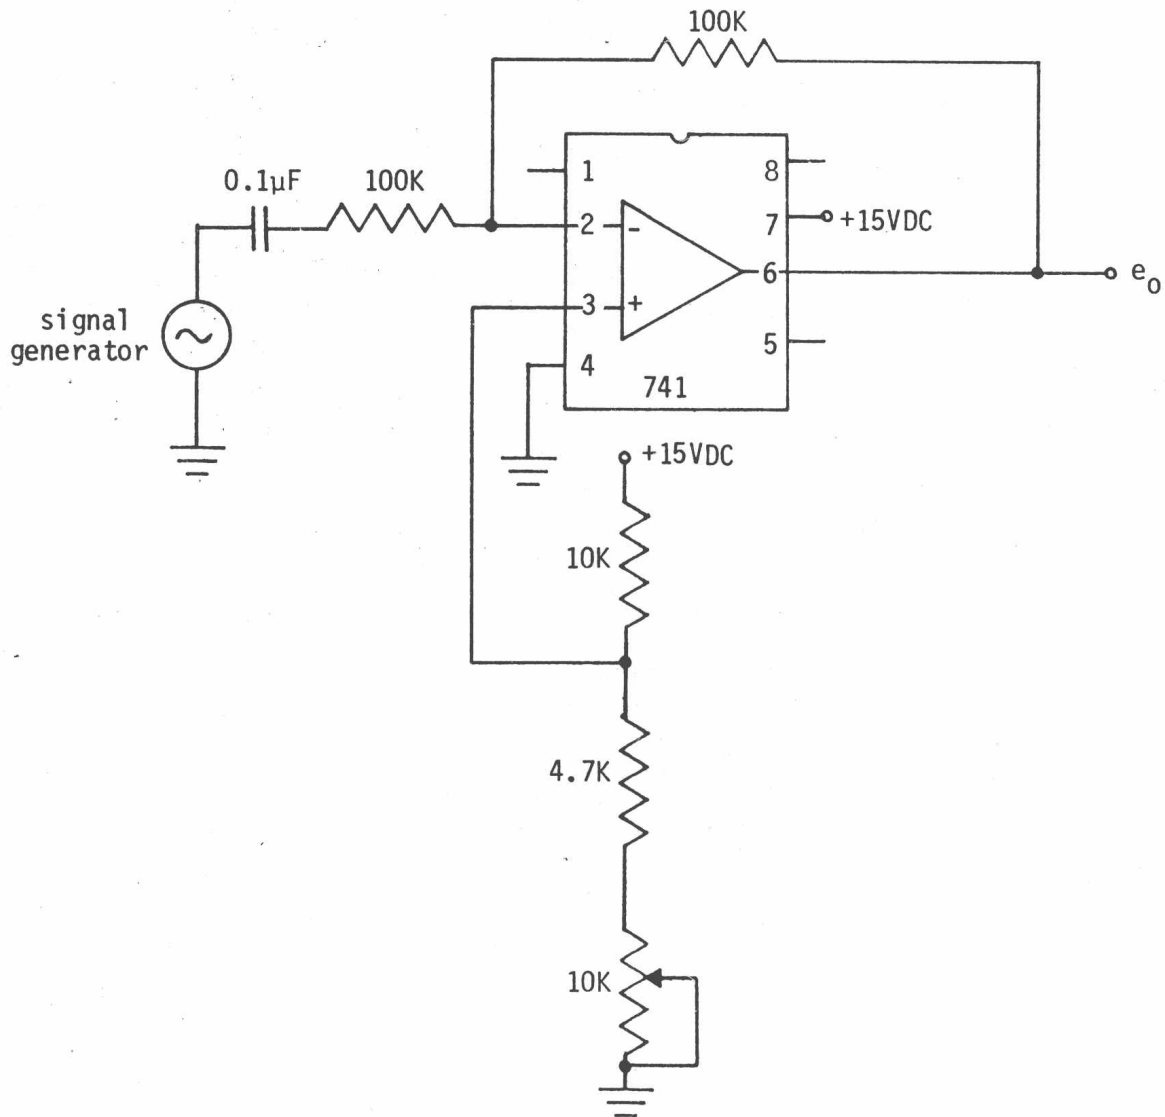 100K
0.1µF
100K
1
8
2
-
7
+15VDC
6
e₀
3
+
signal
generator
5
4
741
+15VDC
10K
4.7K
10K